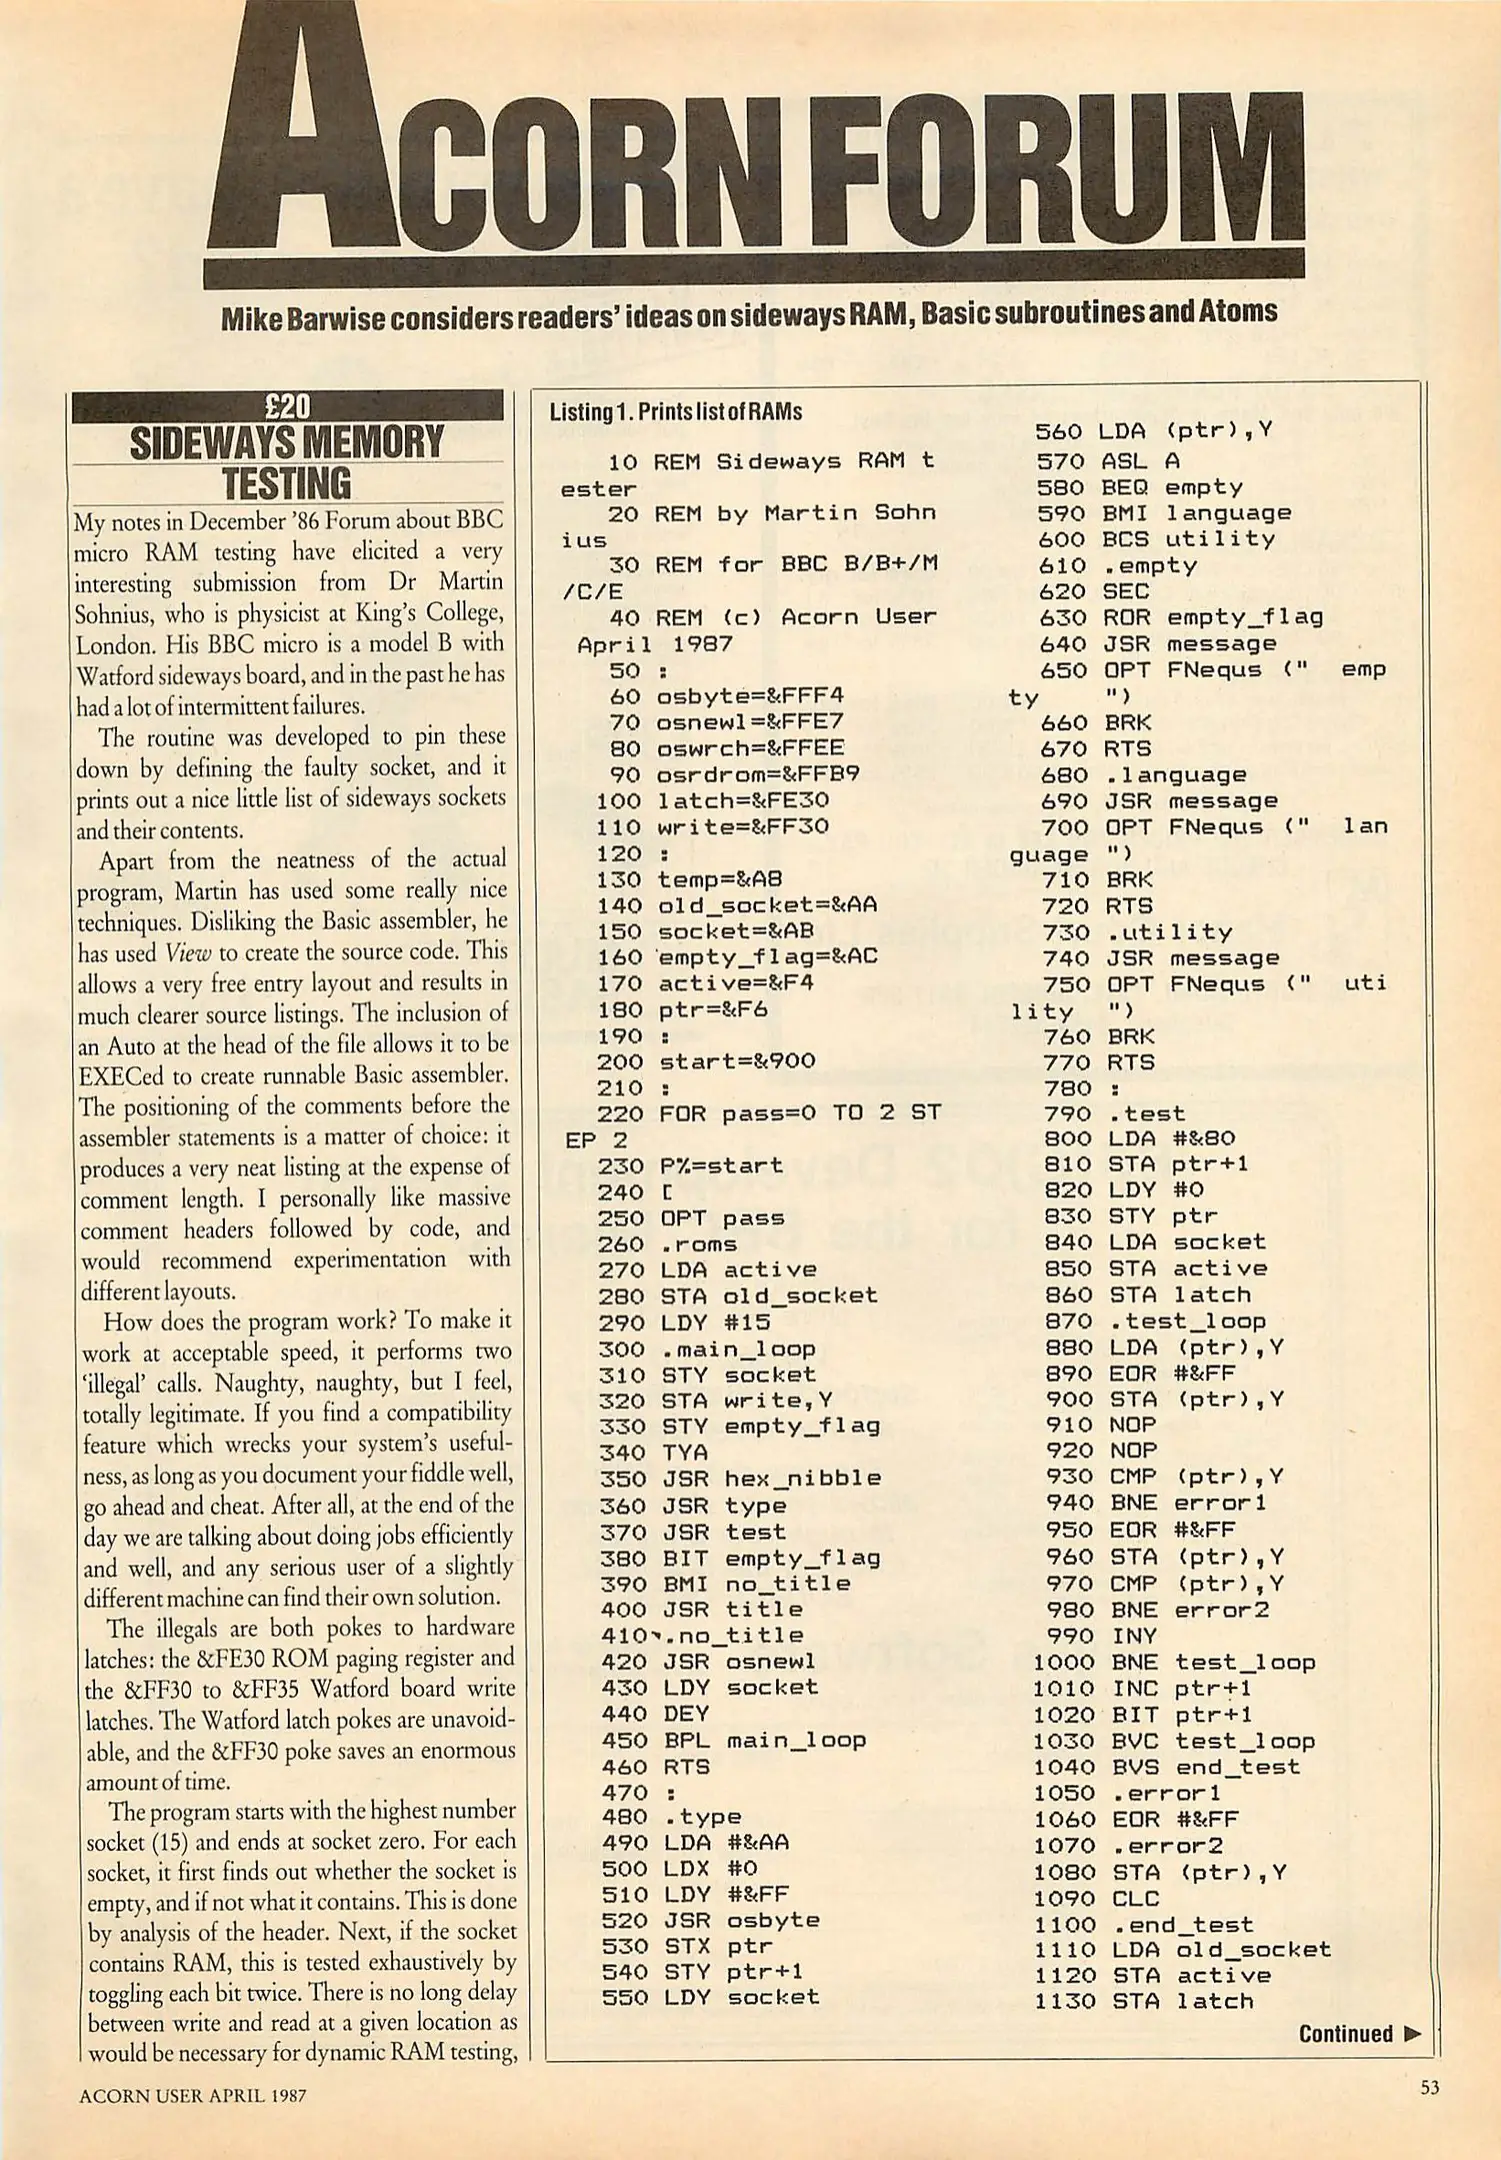 ACORN FORUM
Mike Barwise considers readers' ideas on sideways RAM, Basic subroutines and Atoms
£20
SIDEWAYS MEMORY
TESTING
My notes in December '86 Forum about BBC
micro RAM testing have elicited a very
interesting submission from Dr Martin
Sohnius, who is physicist at King's College,
London. His BBC micro is a model B with
Watford sideways board, and in the past he has
had a lot of intermittent failures.
The routine was developed to pin these
down by defining the faulty socket, and it
prints out a nice little list of sideways sockets
and their contents.
Apart from the neatness of the actual
program, Martin has used some really nice
techniques. Disliking the Basic assembler, he
has used View to create the source code. This
allows a very free entry layout and results in
much clearer source listings. The inclusion of
an Auto at the head of the file allows it to be
EXECed to create runnable Basic assembler.
The positioning of the comments before the
assembler statements is a matter of choice: it
produces a very neat listing at the expense of
comment length. I personally like massive
comment headers followed by code, and
would recommend experimentation with
different layouts.
How does the program work? To make it
work at acceptable speed, it performs two
'illegal' calls. Naughty, naughty, but I feel,
totally legitimate. If you find a compatibility
feature which wrecks your system's useful-
ness, as long as you document your fiddle well,
go ahead and cheat. After all, at the end of the
day we are talking about doing jobs efficiently
and well, and any serious user of a slightly
different machine can find their own solution.
The illegals are both pokes to hardware
latches: the &FE30 ROM paging register and
the &FF30 to &FF35 Watford board write
latches. The Watford latch pokes are unavoid-
able, and the &FF30 poke saves an enormous
amount of time.
The program starts with the highest number
socket (15) and ends at socket zero. For each
socket, it first finds out whether the socket is
empty, and if not what it contains. This is done
by analysis of the header. Next, if the socket
contains RAM, this is tested exhaustively by
toggling each bit twice. There is no long delay
between write and read at a given location as
would be necessary for dynamic RAM testing,
Listing 1. Prints list of RAMs
10 REM Sideways RAM t
ester
20 REM by Martin Sohn
ius
30 REM for BBC B/B+/M
/C/E
40 REM (c) Acorn User
April 1987
50 :
60 osbyte=&FFF4
70 osnewl=&FFE7
80 oswrch=&FFEE
90 osrdrom=&FFB9
100 latch=&FE30
110 write=&FF30
120 :
130 temp=&A8
140 old_socket=&AA
150 socket=&AB
160 empty_flag=&AC
170 active=&F4
180 ptr=&F6
190 :
200 start=&900
210 :
220 FOR pass=0 TO 2 ST
EP 2
230 P%=start
240 [
250 OPT pass
260 .roms
270 LDA active
280 STA old_socket
290 LDY #15
300 .main_loop
310 STY socket
320 STA write,Y
330 STY empty_flag
340 TYA
350 JSR hex_nibble
360 JSR type
370 JSR test
380 BIT empty_flag
390 BMI no_title
400 JSR title
410 .no_title
420 JSR osnewl
430 LDY socket
440 DEY
450 BPL main_loop
460 RTS
470 :
480 .type
490 LDA #&AA
500 LDX #0
510 LDY #&FF
520 JSR osbyte
530 STX ptr
540 STY ptr+1
550 LDY socket
560 LDA (ptr),Y
570 ASL A
580 BEQ empty
590 BMI language
600 BCS utility
610 .empty
620 SEC
630 ROR empty_flag
640 JSR message
650 OPT FNequs ("  emp
ty    ")
660 BRK
670 RTS
680 .language
690 JSR message
700 OPT FNequs ("  lan
guage ")
710 BRK
720 RTS
730 .utility
740 JSR message
750 OPT FNequs ("  uti
lity  ")
760 BRK
770 RTS
780 :
790 .test
800 LDA #&80
810 STA ptr+1
820 LDY #0
830 STY ptr
840 LDA socket
850 STA active
860 STA latch
870 .test_loop
880 LDA (ptr),Y
890 EOR #&FF
900 STA (ptr),Y
910 NOP
920 NOP
930 CMP (ptr),Y
940 BNE error1
950 EOR #&FF
960 STA (ptr),Y
970 CMP (ptr),Y
980 BNE error2
990 INY
1000 BNE test_loop
1010 INC ptr+1
1020 BIT ptr+1
1030 BVC test_loop
1040 BVS end_test
1050 .error1
1060 EOR #&FF
1070 .error2
1080 STA (ptr),Y
1090 CLC
1100 .end_test
1110 LDA old_socket
1120 STA active
1130 STA latch
Continued ►
ACORN USER APRIL 1987
53